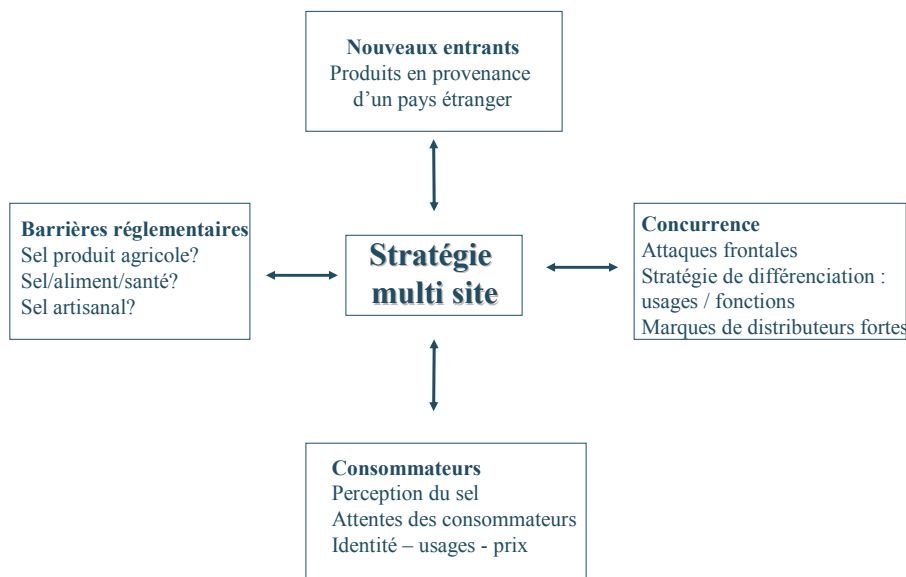 Nouveaux entrants
Produits en provenance
d’un pays étranger
Barrières réglementaires
Sel produit agricole?
Sel/aliment/santé?
Sel artisanal?
Stratégie
multi site
Concurrence
Attaques frontales
Stratégie de différenciation :
usages / fonctions
Marques de distributeurs fortes
Consommateurs
Perception du sel
Attentes des consommateurs
Identité – usages - prix